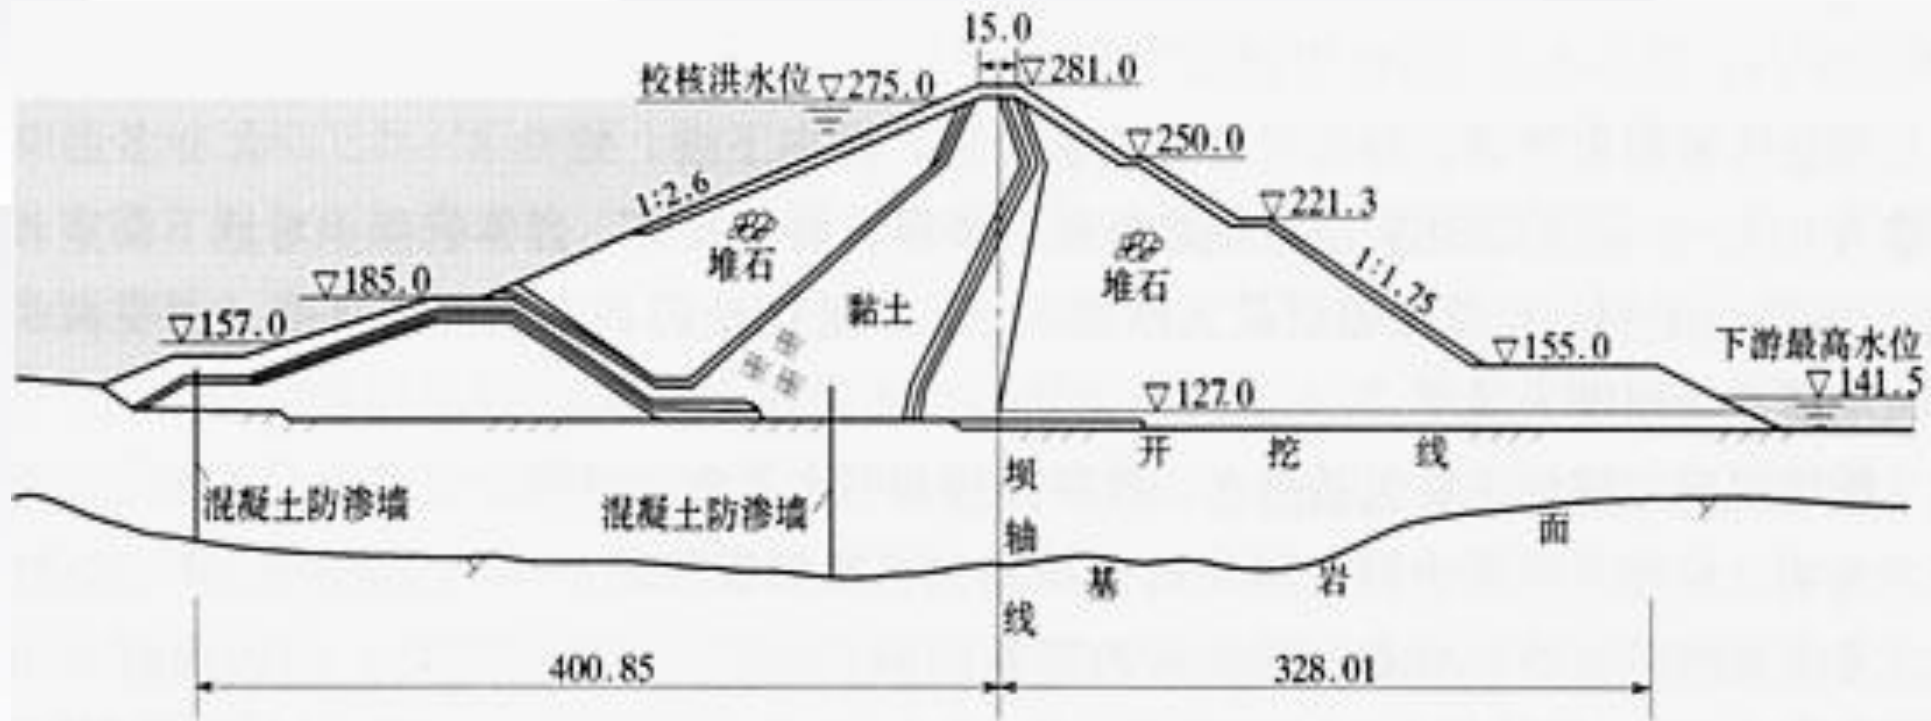 15.0
校核洪水位 ▽275.0
▽281.0
▽250.0
1:2.6
▽221.3
堆石
堆石
1:1.75
▽185.0
黏土
▽157.0
▽155.0
下游最高水位
▽141.5
▽127.0
开挖线
混凝土防渗墙
混凝土防渗墙
坝轴线
基岩面
400.85
328.01